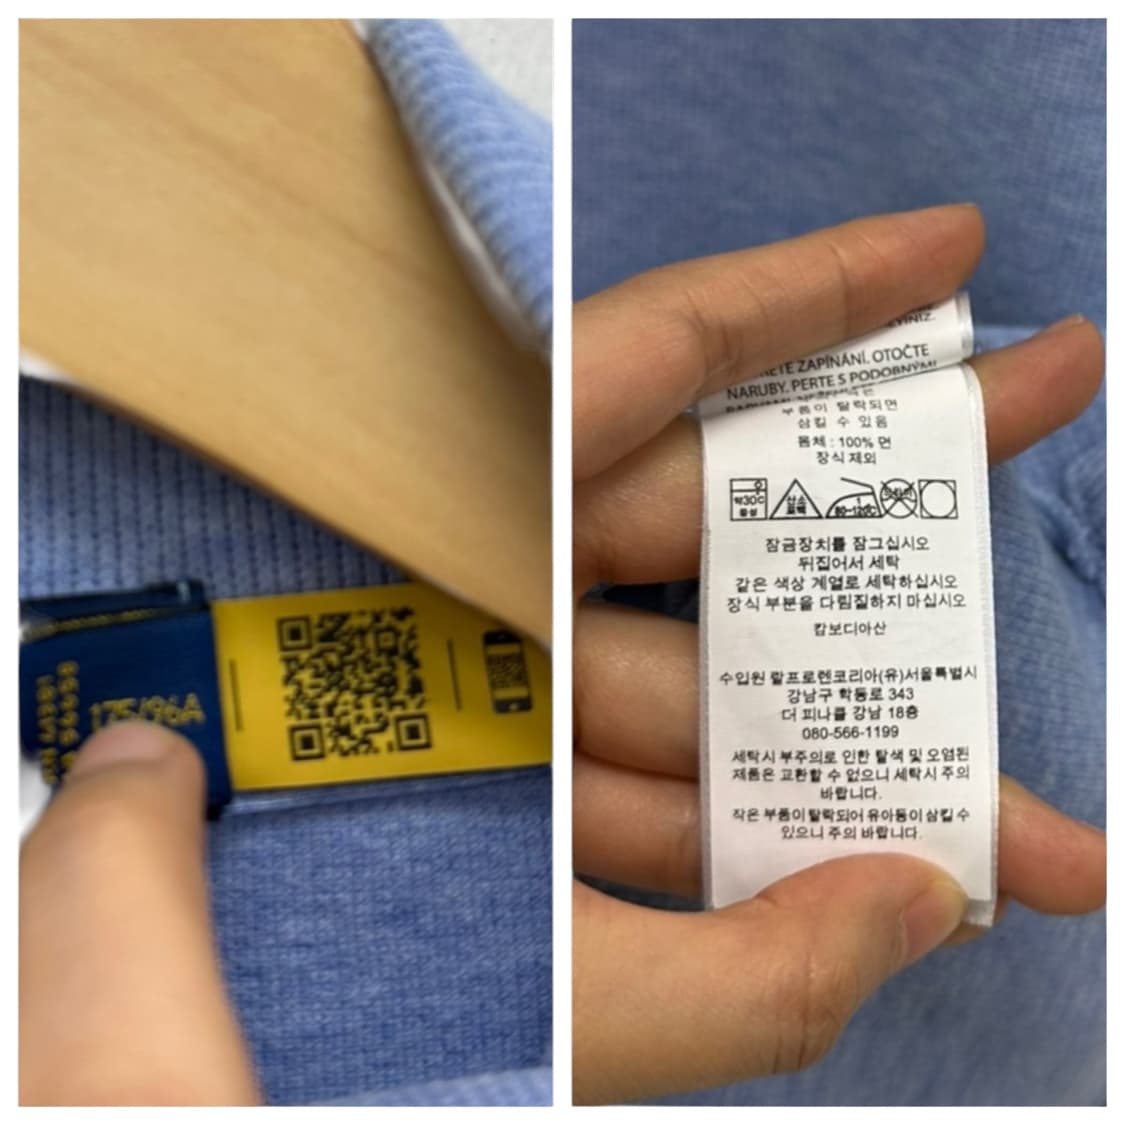 175/96A
EYINIZ.
ZAPÍNÁNÍ. OTOČTE
NARUBY. PERTE S PODOBNÝMI
부품이 탈락되면
삼킬 수 있음
몸체 : 100% 면
장식 제외
약30℃
중성
산소
표백
80~120℃
드라이
잠금장치를 잠그십시오
뒤집어서 세탁
같은 색상 계열로 세탁하십시오
장식 부분을 다림질하지 마십시오
캄보디아산
수입원 랄프로렌코리아(유)서울특별시
강남구 학동로 343
더 피나클 강남 18층
080-566-1199
세탁시 부주의로 인한 탈색 및 오염된
제품은 교환할 수 없으니 세탁시 주의
바랍니다.
작은 부품이 탈락되어 유아동이 삼킬 수
있으니 주의 바랍니다.